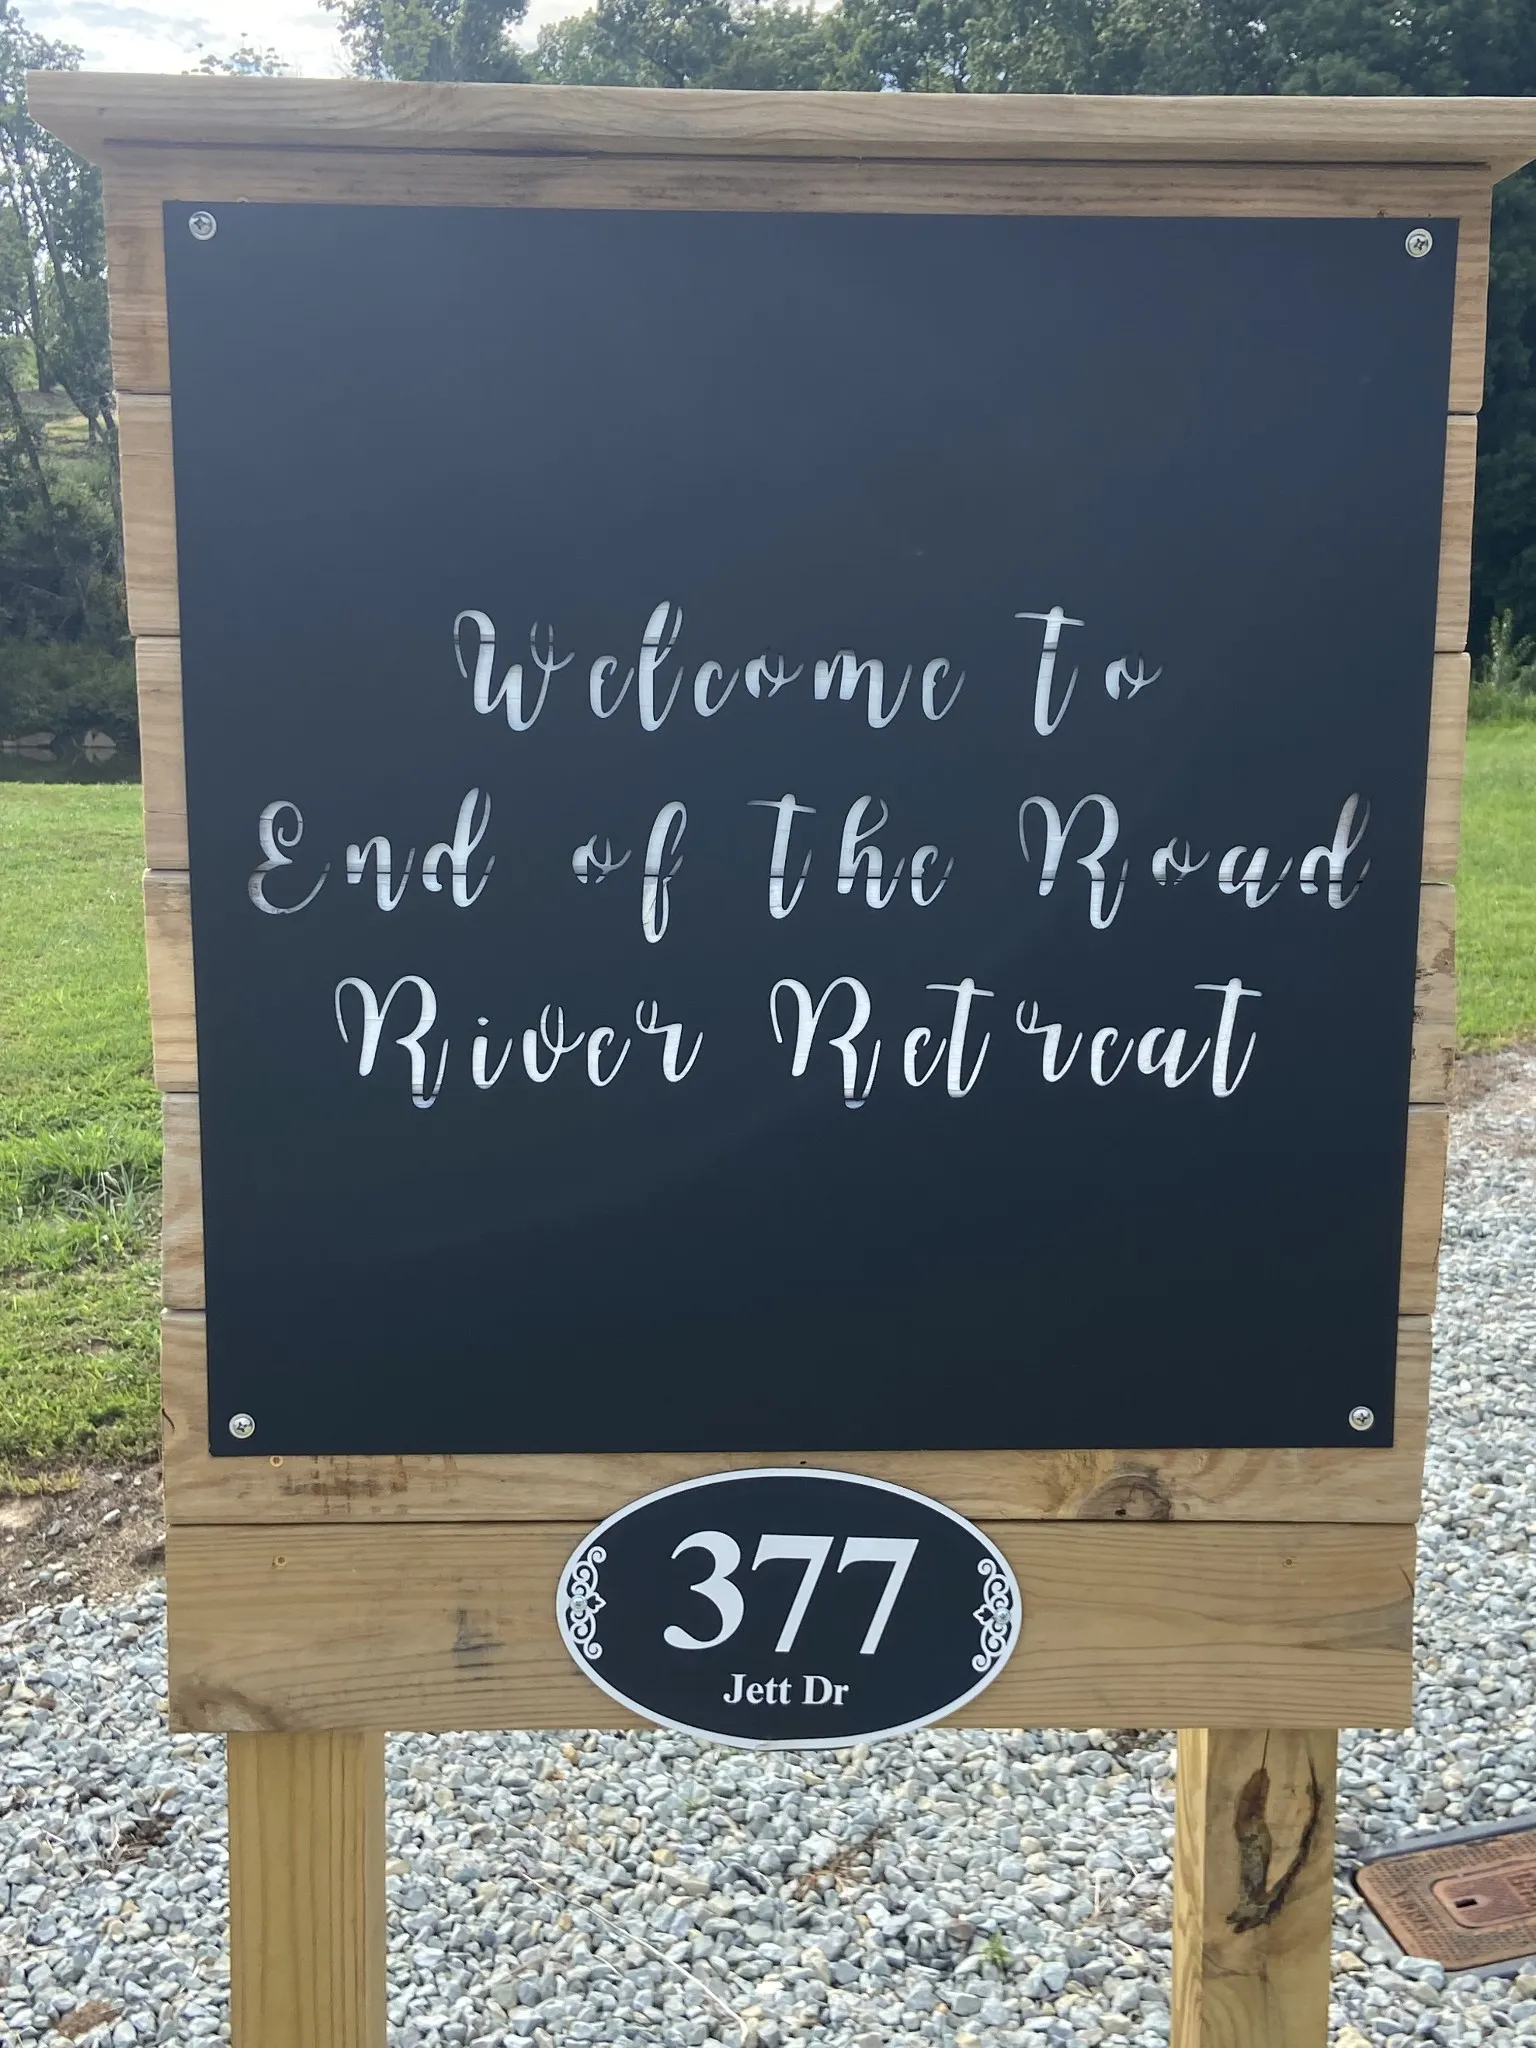 Welcome to
End of the Road
River Retreat
377
Jett Dr